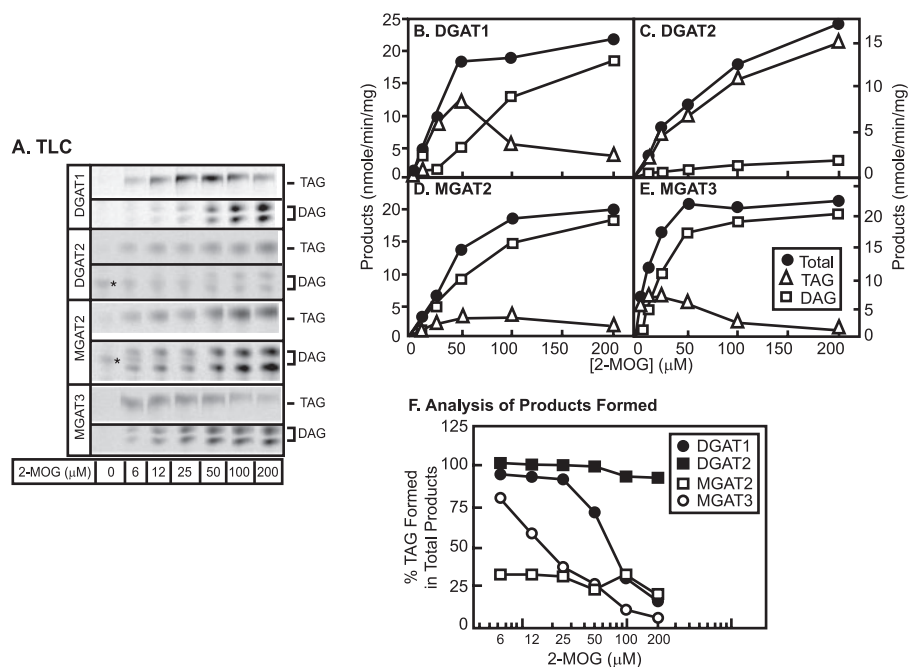 A. TLC
DGAT1
TAG
DAG
DGAT2
TAG
*
DAG
MGAT2
TAG
*
DAG
MGAT3
TAG
DAG
2-MOG (μM) 0 6 12 25 50 100 200
B. DGAT1
C. DGAT2
25
20
15
10
5
0
15
10
5
0
Products (nmole/min/mg)
Products (nmole/min/mg)
D. MGAT2
E. MGAT3
20
15
10
5
0
20
15
10
5
0
Total
TAG
DAG
0 50 100 150 200
0 50 100 150 200
[2-MOG] (μM)
F. Analysis of Products Formed
125
100
75
50
25
0
% TAG Formed
in Total Products
DGAT1
DGAT2
MGAT2
MGAT3
6 12 25 50 100 200
2-MOG (μM)